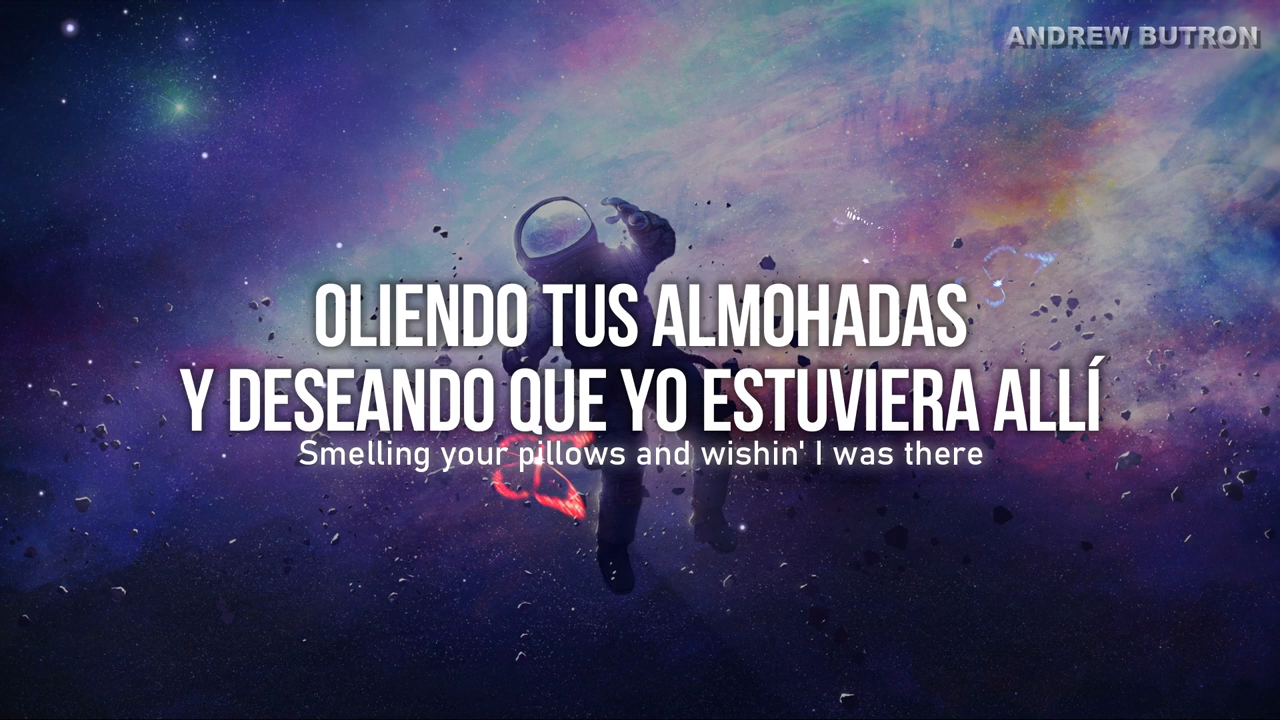 ANDREW BUTRON
OLIENDO TUS ALMOHADAS
Y DESEANDO QUE YO ESTUVIERA ALLÍ
Smelling your pillows and wishin' I was there